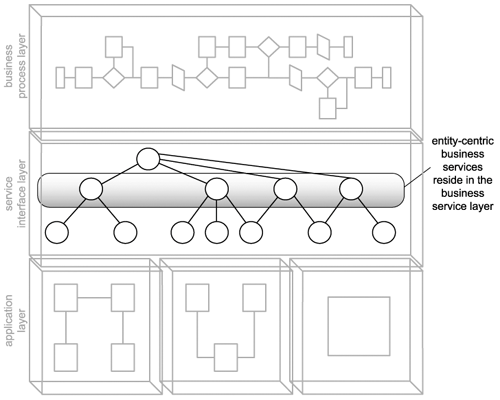 business
process layer
entity-centric
business
services
reside in the
business
service layer
service
interface layer
application
layer